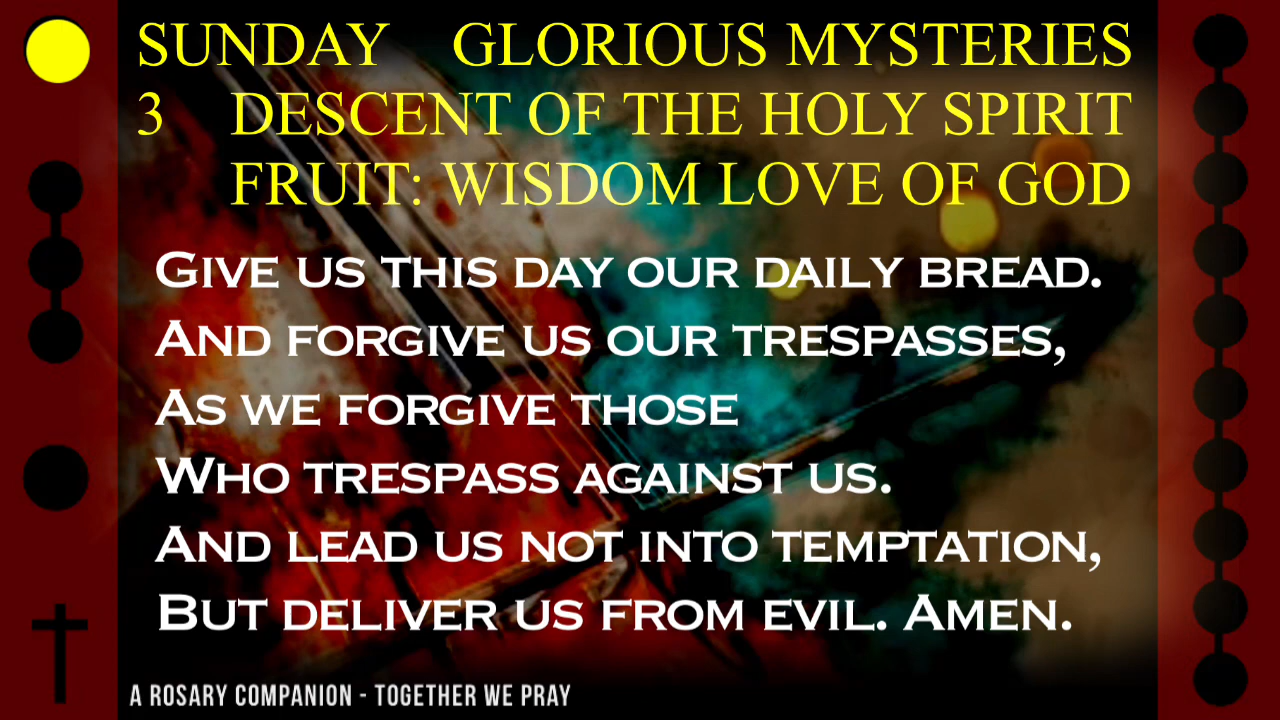 SUNDAY GLORIOUS MYSTERIES
3 DESCENT OF THE HOLY SPIRIT
FRUIT: WISDOM LOVE OF GOD
GIVE US THIS DAY OUR DAILY BREAD.
AND FORGIVE US OUR TRESPASSES,
AS WE FORGIVE THOSE
WHO TRESPASS AGAINST US.
AND LEAD US NOT INTO TEMPTATION,
BUT DELIVER US FROM EVIL. AMEN.
A ROSARY COMPANION - TOGETHER WE PRAY